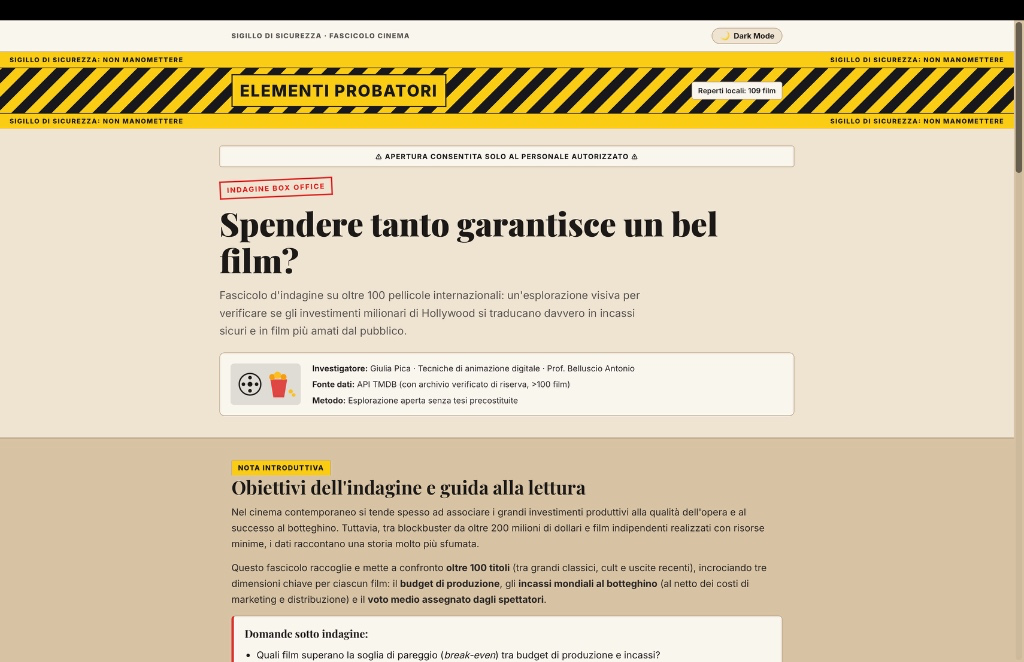 SIGILLO DI SICUREZZA · FASCICOLO CINEMA
🌙 Dark Mode
SIGILLO DI SICUREZZA: NON MANOMETTERE
SIGILLO DI SICUREZZA: NON MANOMETTERE
ELEMENTI PROBATORI
Reperti locali: 109 film
SIGILLO DI SICUREZZA: NON MANOMETTERE
SIGILLO DI SICUREZZA: NON MANOMETTERE
⚠ APERTURA CONSENTITA SOLO AL PERSONALE AUTORIZZATO ⚠
INDAGINE BOX OFFICE
Spendere tanto garantisce un bel
film?
Fascicolo d'indagine su oltre 100 pellicole internazionali: un'esplorazione visiva per
verificare se gli investimenti milionari di Hollywood si traducano davvero in incassi
sicuri e in film più amati dal pubblico.
Investigatore: Giulia Pica · Tecniche di animazione digitale · Prof. Belluscio Antonio
Fonte dati: API TMDB (con archivio verificato di riserva, >100 film)
Metodo: Esplorazione aperta senza tesi precostituite
NOTA INTRODUTTIVA
Obiettivi dell'indagine e guida alla lettura
Nel cinema contemporaneo si tende spesso ad associare i grandi investimenti produttivi alla qualità dell'opera e al
successo al botteghino. Tuttavia, tra blockbuster da oltre 200 milioni di dollari e film indipendenti realizzati con risorse
minime, i dati raccontano una storia molto più sfumata.
Questo fascicolo raccoglie e mette a confronto oltre 100 titoli (tra grandi classici, cult e uscite recenti), incrociando tre
dimensioni chiave per ciascun film: il budget di produzione, gli incassi mondiali al botteghino (al netto dei costi di
marketing e distribuzione) e il voto medio assegnato dagli spettatori.
Domande sotto indagine:
• Quali film superano la soglia di pareggio (break-even) tra budget di produzione e incassi?